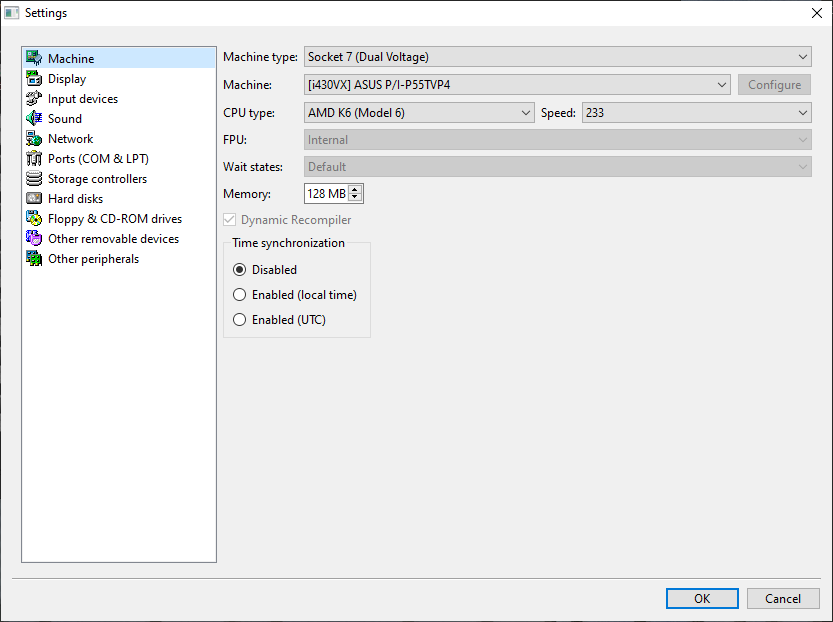 Settings
Machine
Display
Input devices
Sound
Network
Ports (COM & LPT)
Storage controllers
Hard disks
Floppy & CD-ROM drives
Other removable devices
Other peripherals
Machine type: Socket 7 (Dual Voltage)
Machine: [i430VX] ASUS P/I-P55TVP4 Configure
CPU type: AMD K6 (Model 6) Speed: 233
FPU: Internal
Wait states: Default
Memory: 128 MB
Dynamic Recompiler
Time synchronization
Disabled
Enabled (local time)
Enabled (UTC)
OK Cancel